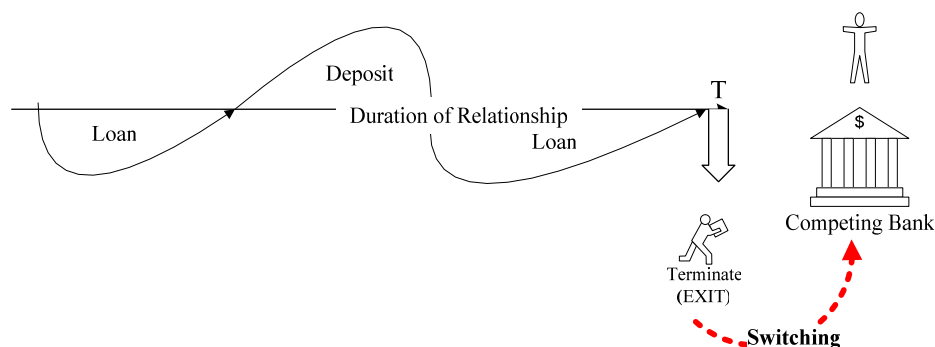 Deposit
T
Duration of Relationship
Loan
Loan
$
Competing Bank
Terminate
(EXIT)
Switching